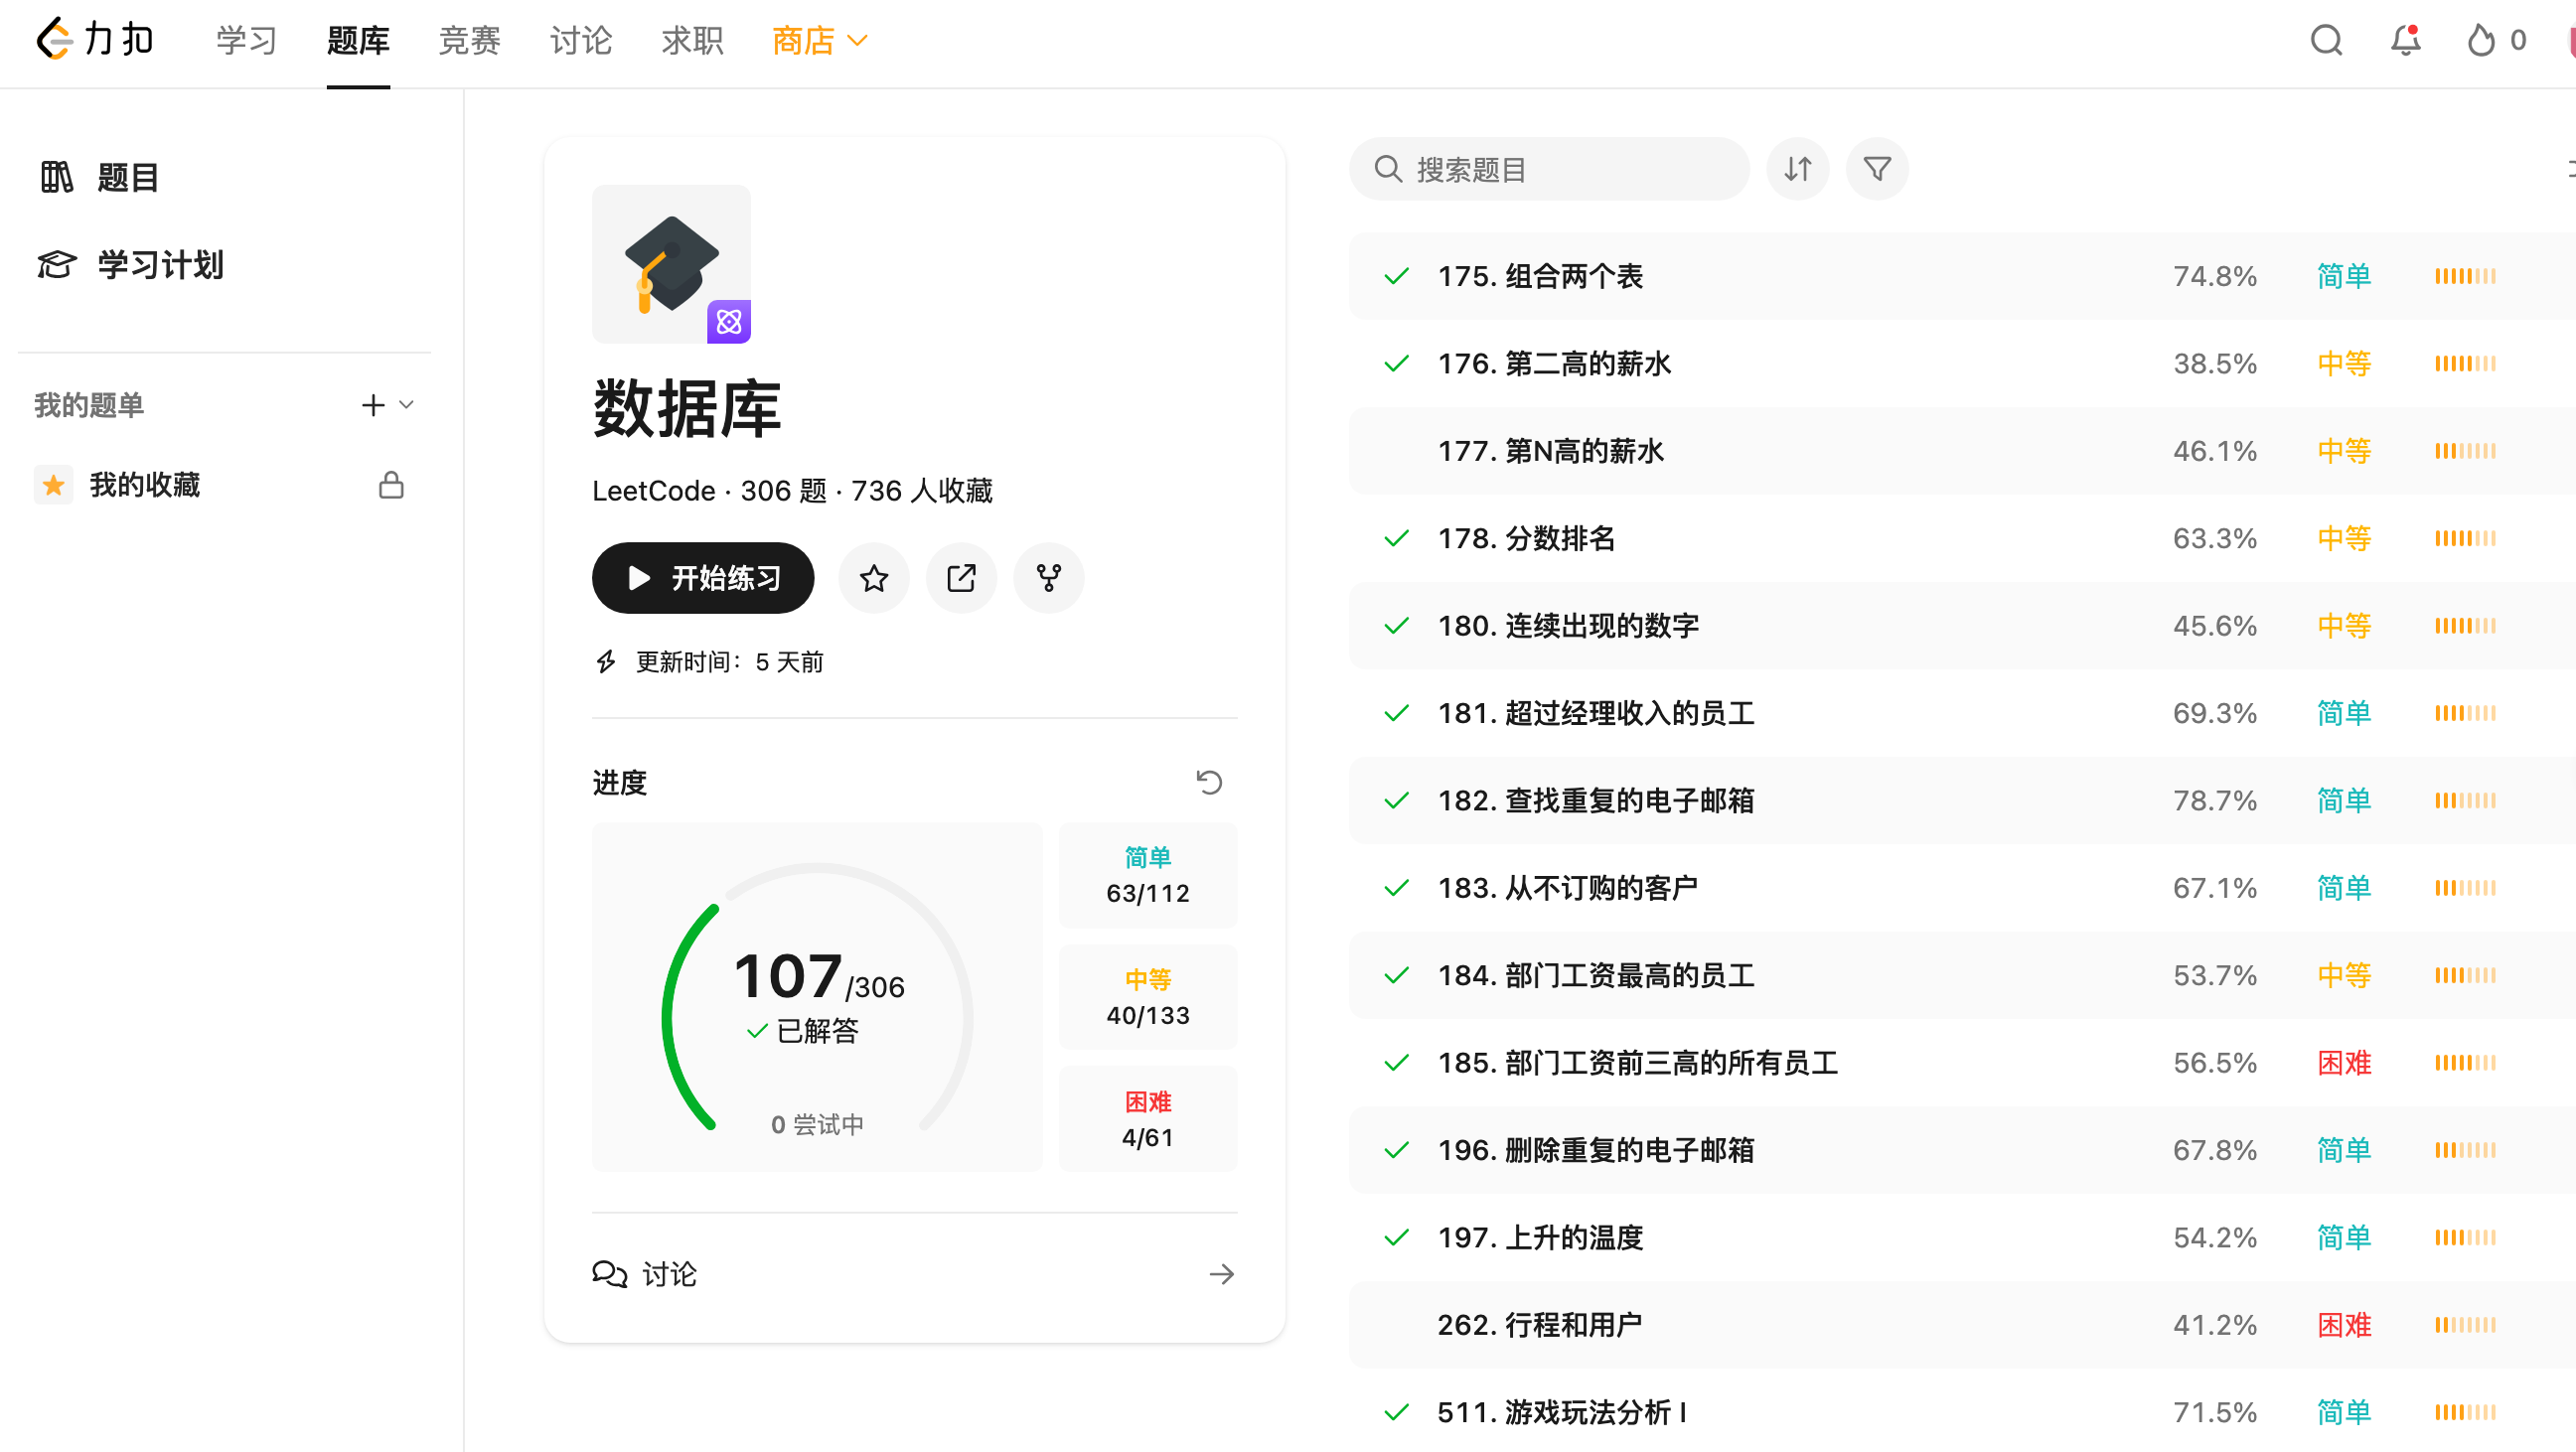 力扣 学习 题库 竞赛 讨论 求职 商店 0
题目
学习计划
我的题单
我的收藏
数据库
LeetCode · 306 题 · 736 人收藏
开始练习
更新时间：5 天前
进度
107/306
已解答
0 尝试中
简单
63/112
中等
40/133
困难
4/61
讨论
搜索题目
175. 组合两个表 74.8% 简单
176. 第二高的薪水 38.5% 中等
177. 第N高的薪水 46.1% 中等
178. 分数排名 63.3% 中等
180. 连续出现的数字 45.6% 中等
181. 超过经理收入的员工 69.3% 简单
182. 查找重复的电子邮箱 78.7% 简单
183. 从不订购的客户 67.1% 简单
184. 部门工资最高的员工 53.7% 中等
185. 部门工资前三高的所有员工 56.5% 困难
196. 删除重复的电子邮箱 67.8% 简单
197. 上升的温度 54.2% 简单
262. 行程和用户 41.2% 困难
511. 游戏玩法分析 I 71.5% 简单